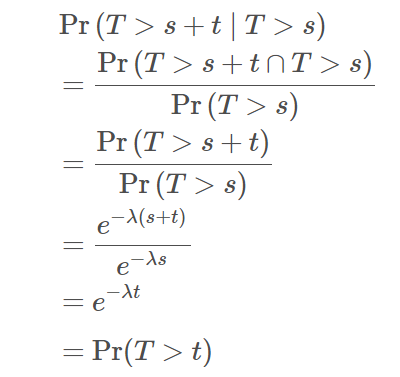 Pr (T > s + t | T > s)
= Pr (T > s + t ∩ T > s) / Pr (T > s)
= Pr (T > s + t) / Pr (T > s)
= e^{−λ(s+t)} / e^{−λs}
= e^{−λt}
= Pr(T > t)